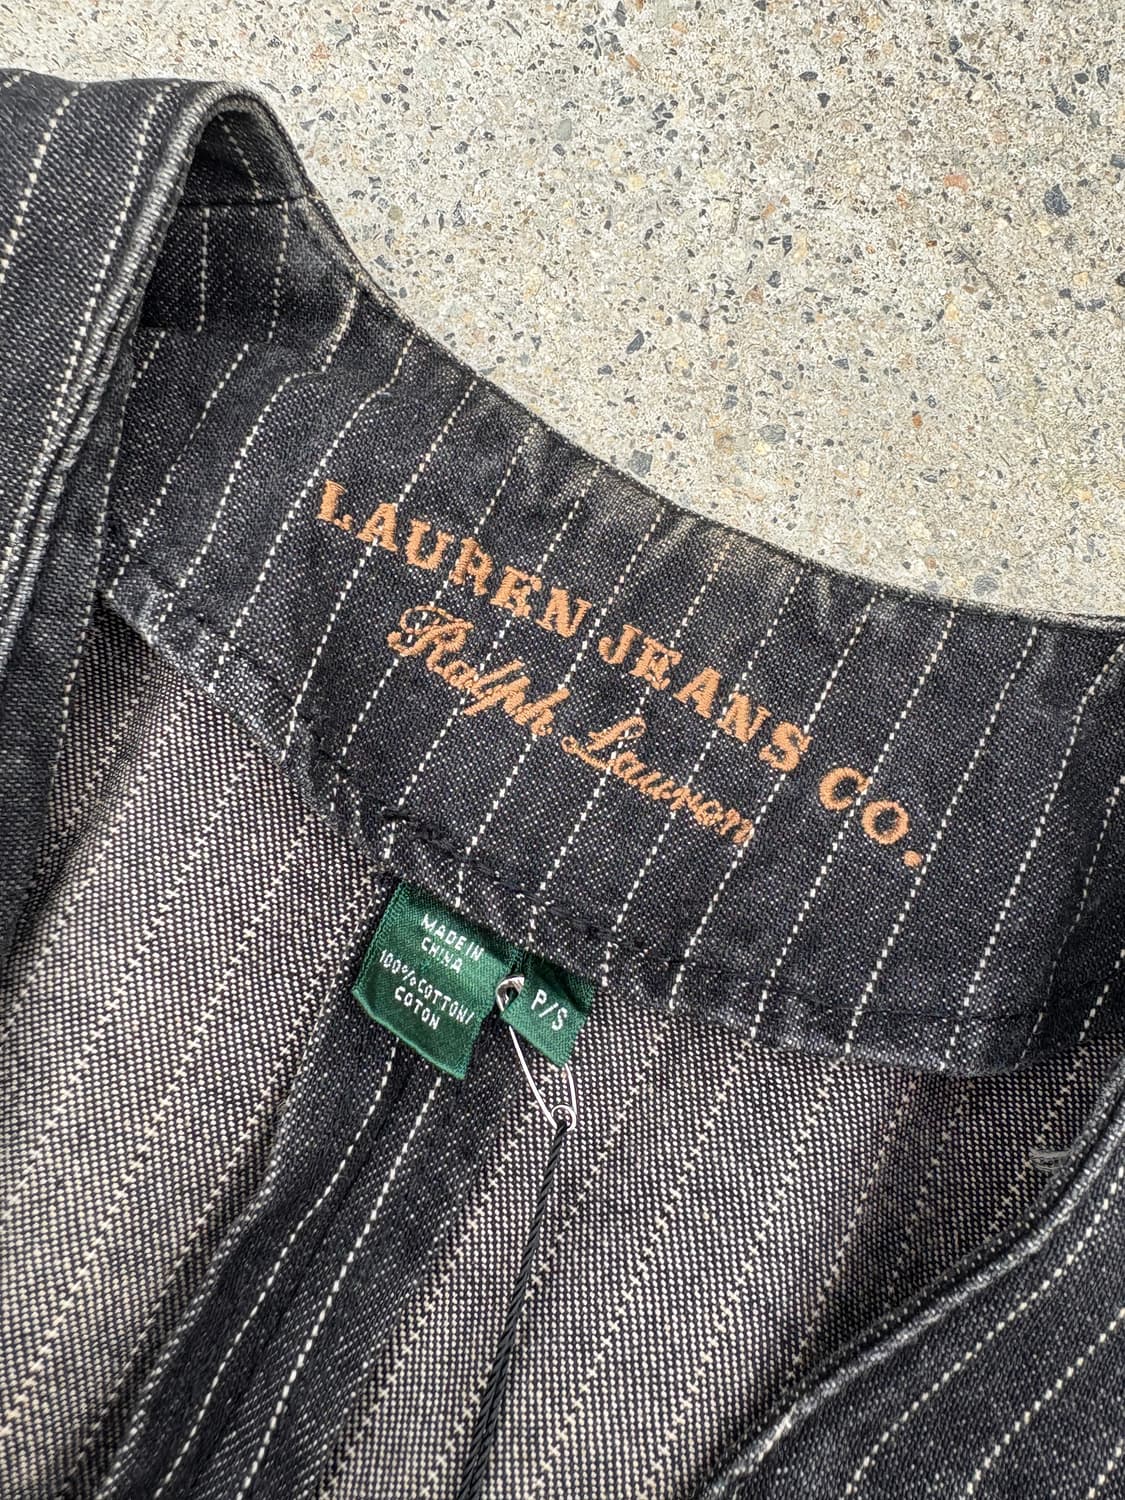 LAUREN JEANS CO.
Ralph Lauren
MADE IN
CHINA
100% COTTON/
COTON
P/S